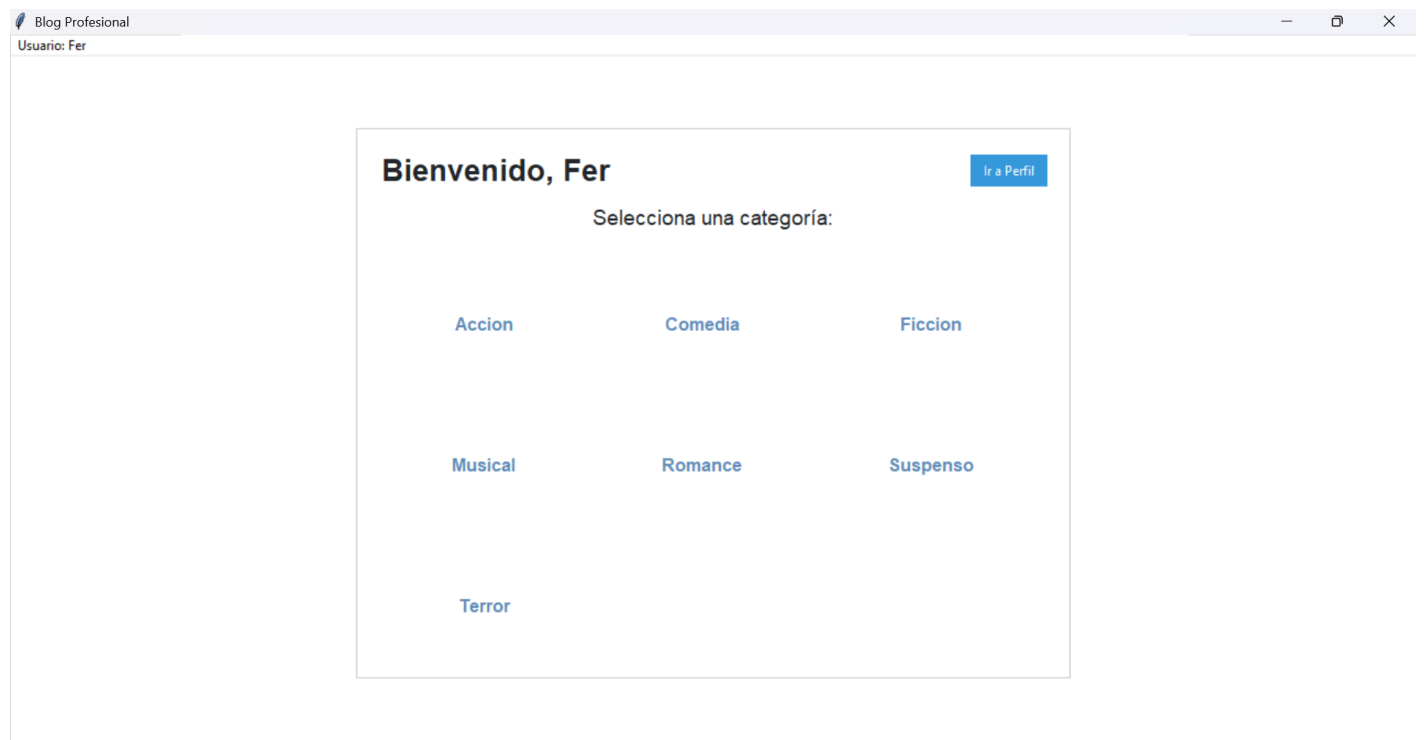 Blog Profesional
Usuario: Fer
Bienvenido, Fer
Ir a Perfil
Selecciona una categoría:
Accion Comedia Ficcion
Musical Romance Suspenso
Terror